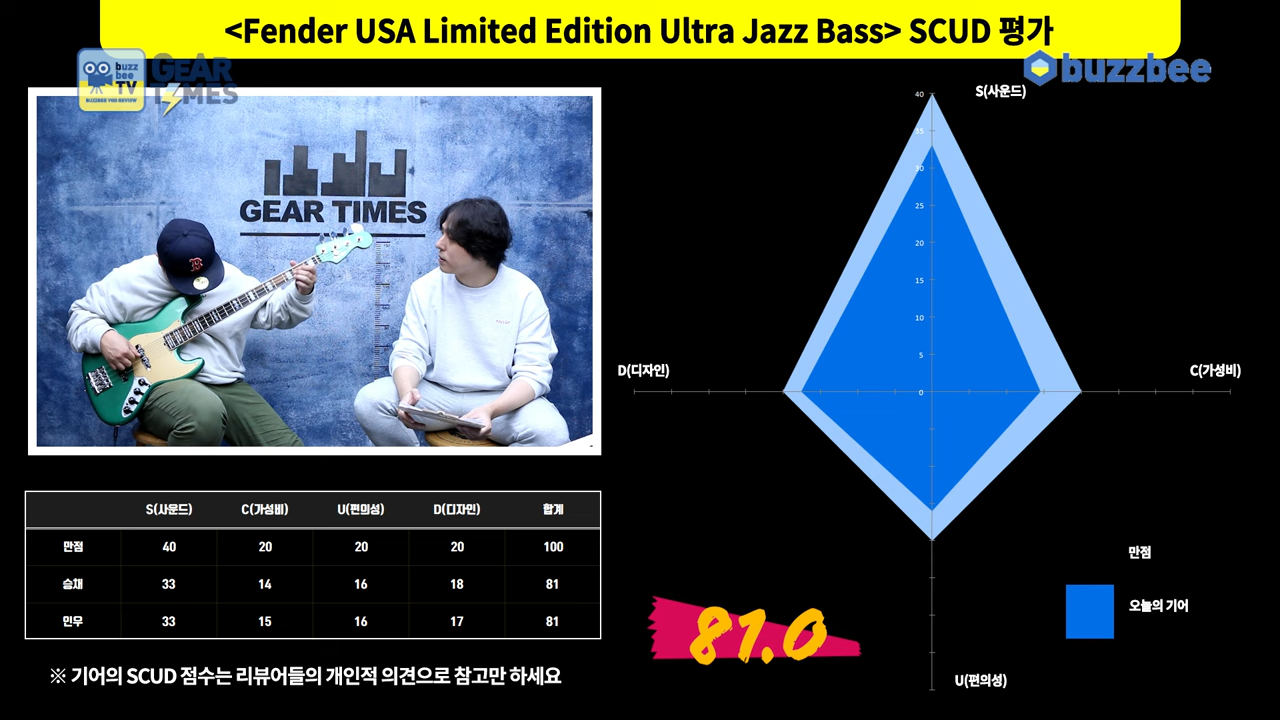 <Fender USA Limited Edition Ultra Jazz Bass> SCUD 평가
buzz
bee
TV
BUZZBEE YOU REVIEW
GEAR
TIMES
buzzbee
GEAR TIMES
B
S(사운드)
40
35
30
25
20
15
10
5
0
D(디자인)
C(가성비)
U(편의성)
만점
오늘의 기어
S(사운드) C(가성비) U(편의성) D(디자인) 합계
만점 40 20 20 20 100
승채 33 14 16 18 81
민우 33 15 16 17 81
81.0
※ 기어의 SCUD 점수는 리뷰어들의 개인적 의견으로 참고만 하세요